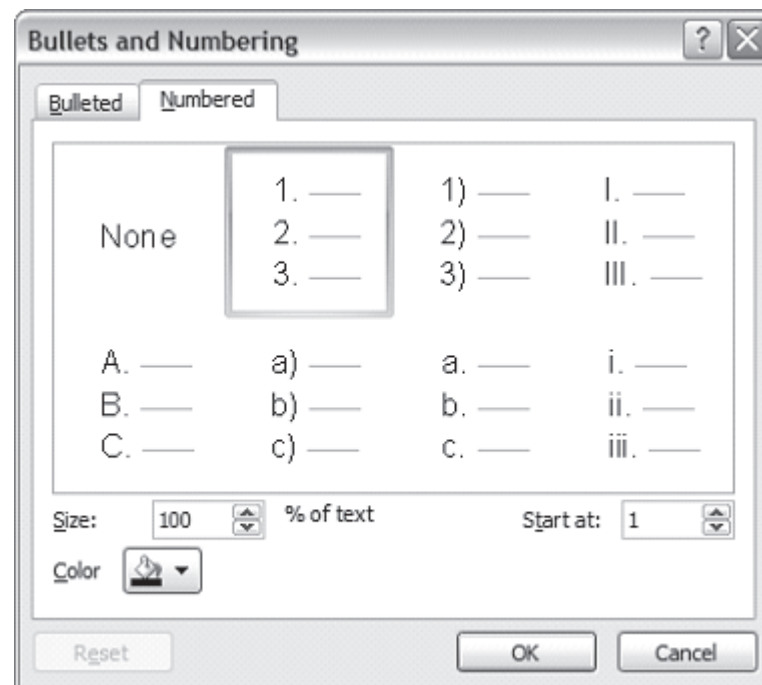 Bullets and Numbering ?
Bulleted Numbered
None
1.
2.
3.
1)
2)
3)
I.
II.
III.
A.
B.
C.
a)
b)
c)
a.
b.
c.
i.
ii.
iii.
Size: 100 % of text Start at: 1
Color
Reset OK Cancel